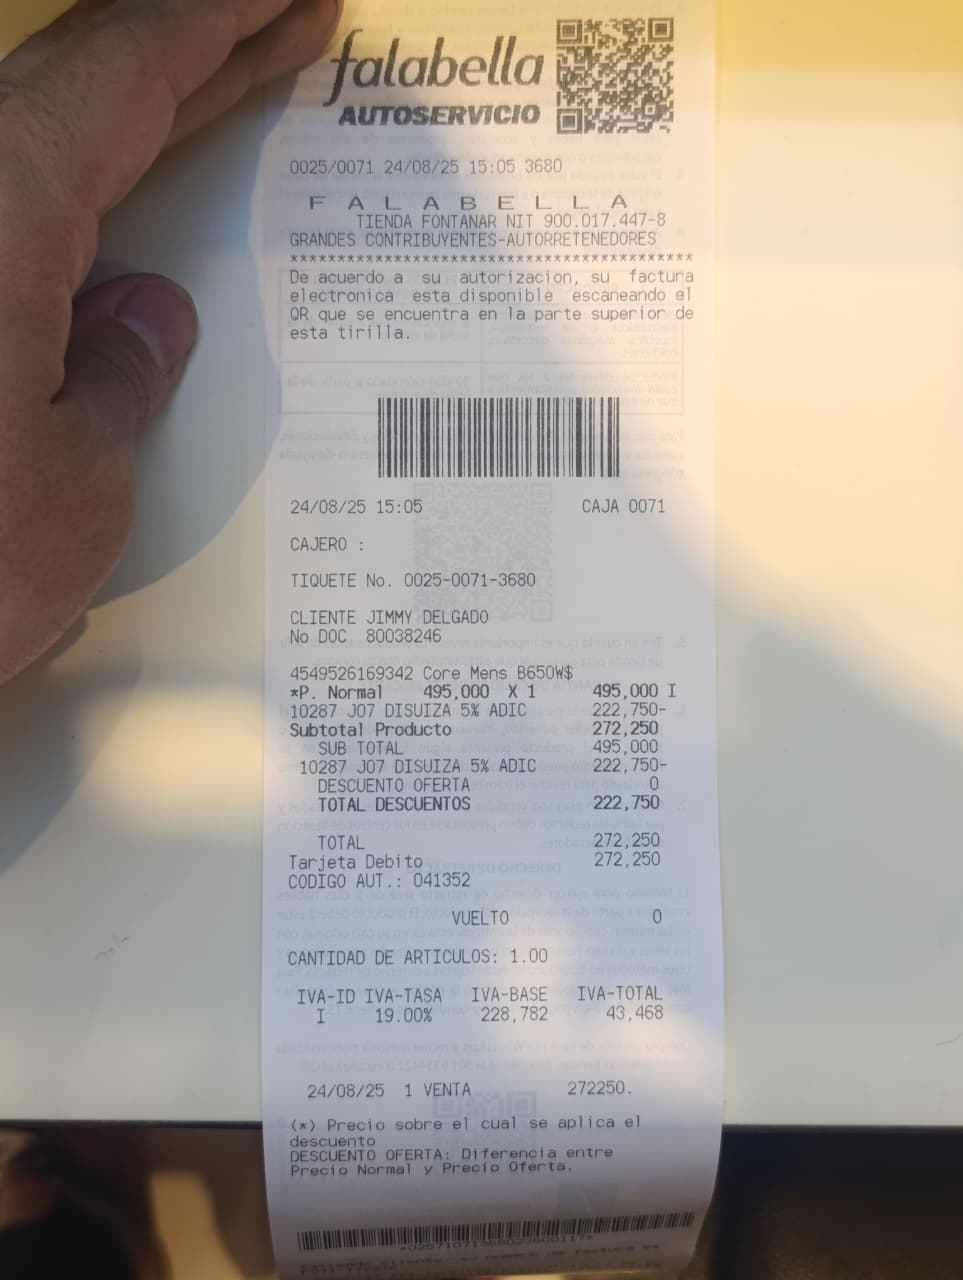 falabella
AUTOSERVICIO
0025/0071 24/08/25 15:05 3680
F A L A B E L L A
TIENDA FONTANAR NIT 900.017.447-8
GRANDES CONTRIBUYENTES-AUTORRETENEDORES
******************************************
De acuerdo a su autorizacion, su factura
electronica esta disponible escaneando el
QR que se encuentra en la parte superior de
esta tirilla.
24/08/25 15:05 CAJA 0071
CAJERO :
TIQUETE No. 0025-0071-3680
CLIENTE JIMMY DELGADO
No DOC 80038246
4549526169342 Core Mens B650W$
*P. Normal 495,000 X 1 495,000 I
10287 J07 DISUIZA 5% ADIC 222,750-
Subtotal Producto 272,250
SUB TOTAL 495,000
10287 J07 DISUIZA 5% ADIC 222,750-
DESCUENTO OFERTA 0
TOTAL DESCUENTOS 222,750
TOTAL 272,250
Tarjeta Debito 272,250
CODIGO AUT.: 041352
VUELTO 0
CANTIDAD DE ARTICULOS: 1.00
IVA-ID IVA-TASA IVA-BASE IVA-TOTAL
I 19.00% 228,782 43,468
24/08/25 1 VENTA 272250.
(*) Precio sobre el cual se aplica el
descuento
DESCUENTO OFERTA: Diferencia entre
Precio Normal y Precio Oferta.